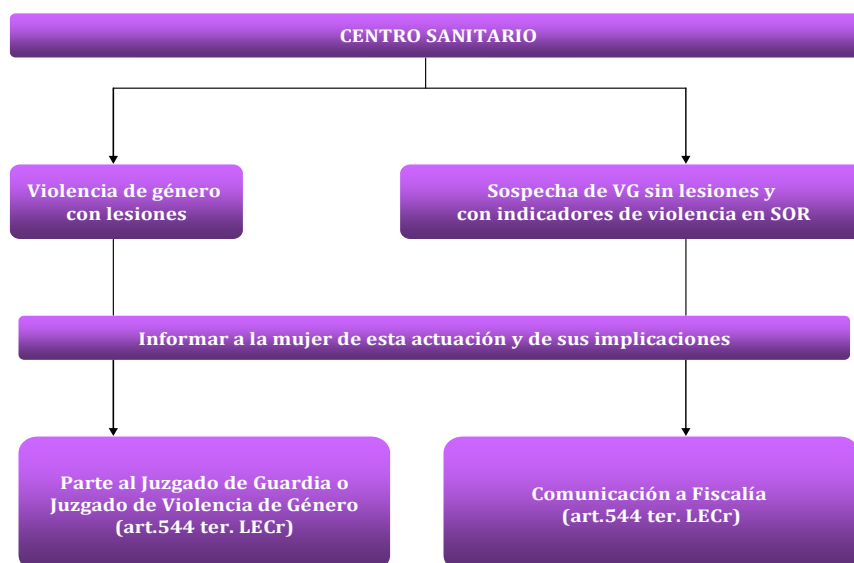 CENTRO SANITARIO
Violencia de género
con lesiones
Sospecha de VG sin lesiones y
con indicadores de violencia en SOR
Informar a la mujer de esta actuación y de sus implicaciones
Parte al Juzgado de Guardia o
Juzgado de Violencia de Género
(art.544 ter. LECr)
Comunicación a Fiscalía
(art.544 ter. LECr)